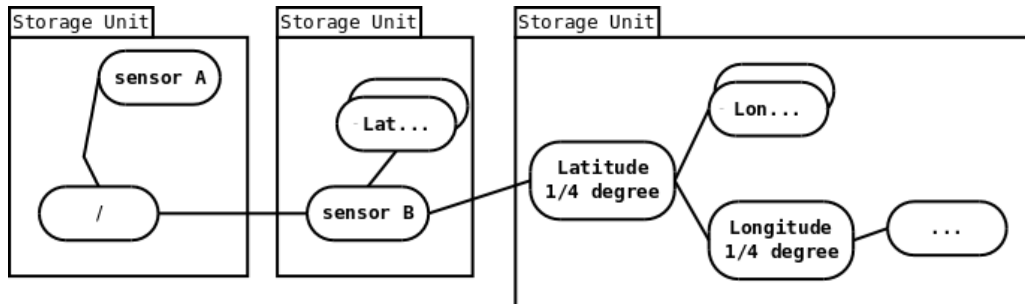 Storage Unit
sensor A
/
Storage Unit
Lat...
sensor B
Storage Unit
Lon...
Latitude
1/4 degree
Longitude
1/4 degree
...